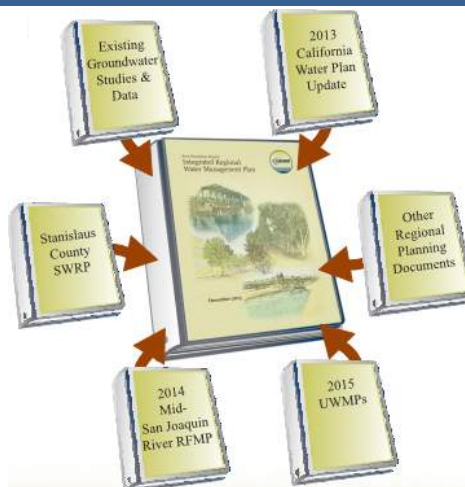 Existing
Groundwater
Studies &
Data
2013
California
Water Plan
Update
Integrated Regional
Water Management Plan
Stanislaus
County
SWRP
Other
Regional
Planning
Documents
2014
Mid-
San Joaquin
River RFMP
2015
UWMPs